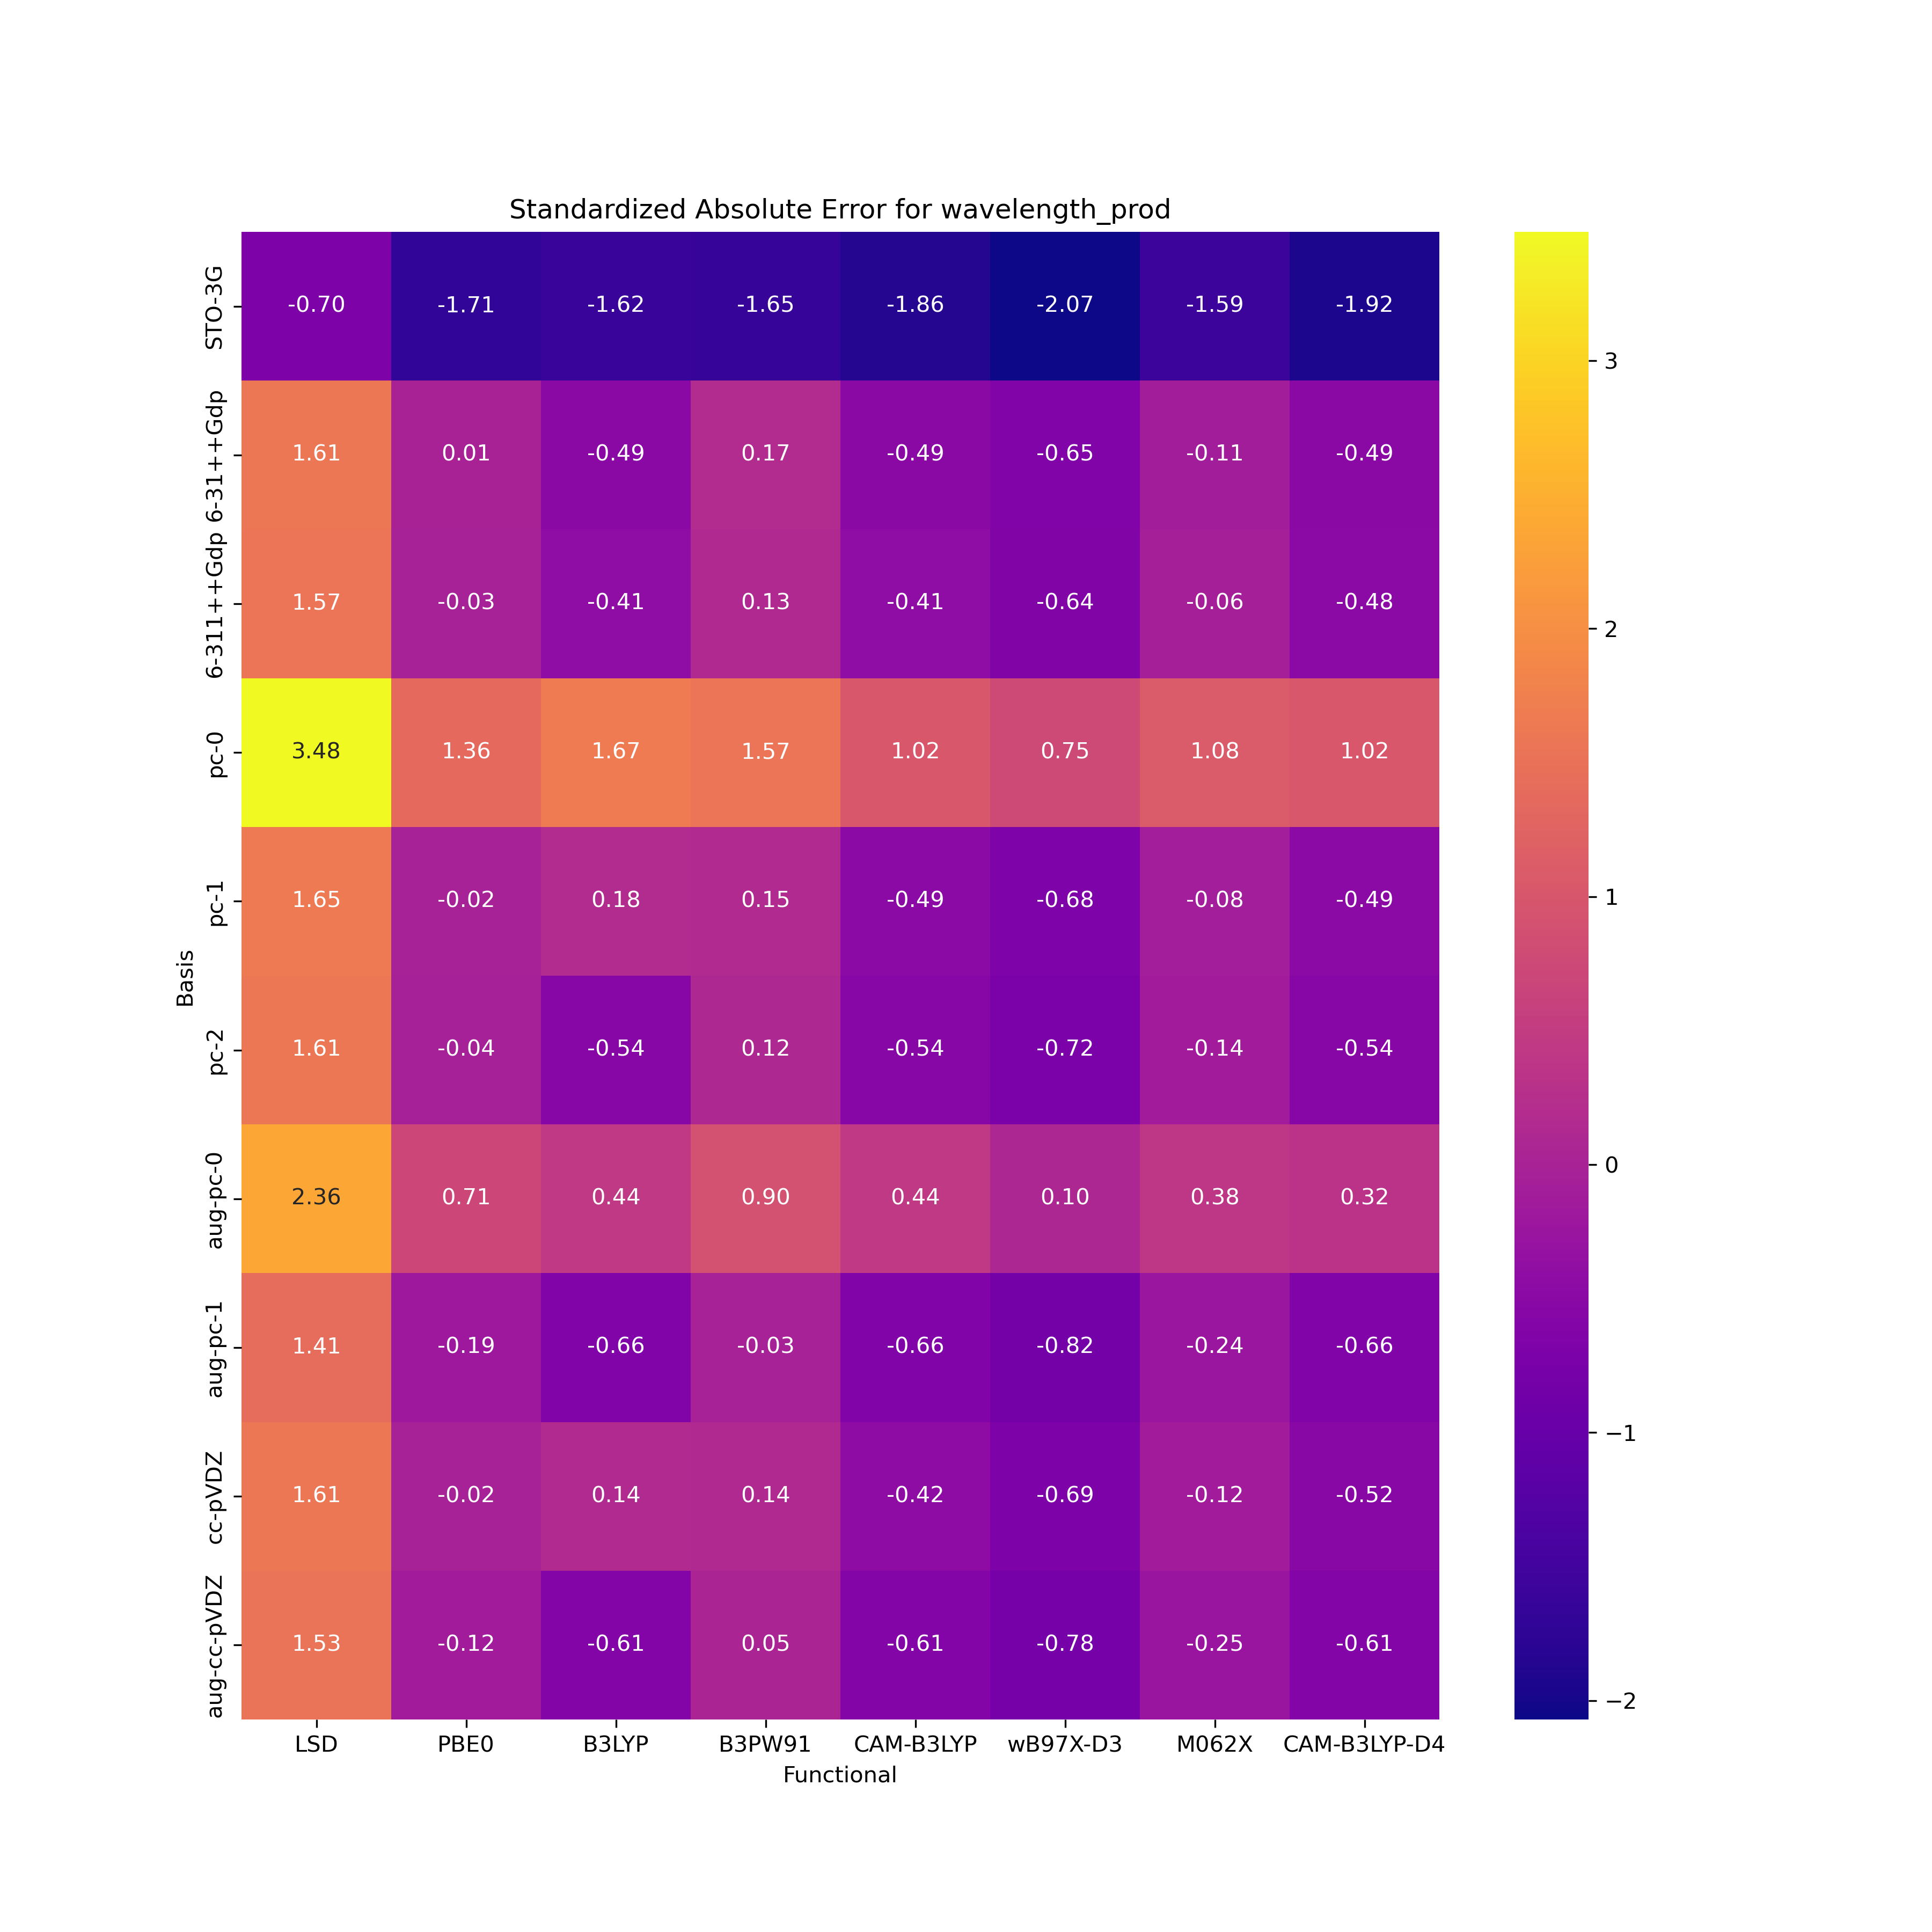 Standardized Absolute Error for wavelength_prod
STO-3G -0.70 -1.71 -1.62 -1.65 -1.86 -2.07 -1.59 -1.92
6-31++Gdp 1.61 0.01 -0.49 0.17 -0.49 -0.65 -0.11 -0.49
6-311++Gdp 1.57 -0.03 -0.41 0.13 -0.41 -0.64 -0.06 -0.48
pc-0 3.48 1.36 1.67 1.57 1.02 0.75 1.08 1.02
pc-1 1.65 -0.02 0.18 0.15 -0.49 -0.68 -0.08 -0.49
pc-2 1.61 -0.04 -0.54 0.12 -0.54 -0.72 -0.14 -0.54
aug-pc-0 2.36 0.71 0.44 0.90 0.44 0.10 0.38 0.32
aug-pc-1 1.41 -0.19 -0.66 -0.03 -0.66 -0.82 -0.24 -0.66
cc-pVDZ 1.61 -0.02 0.14 0.14 -0.42 -0.69 -0.12 -0.52
aug-cc-pVDZ 1.53 -0.12 -0.61 0.05 -0.61 -0.78 -0.25 -0.61
Basis
LSD PBE0 B3LYP B3PW91 CAM-B3LYP wB97X-D3 M062X CAM-B3LYP-D4
Functional
3
2
1
0
−1
−2